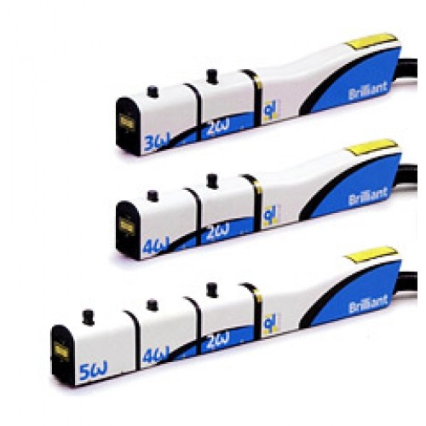 3ω 2ω ql Brilliant
4ω 2ω ql Brilliant
5ω 4ω 2ω ql Brilliant